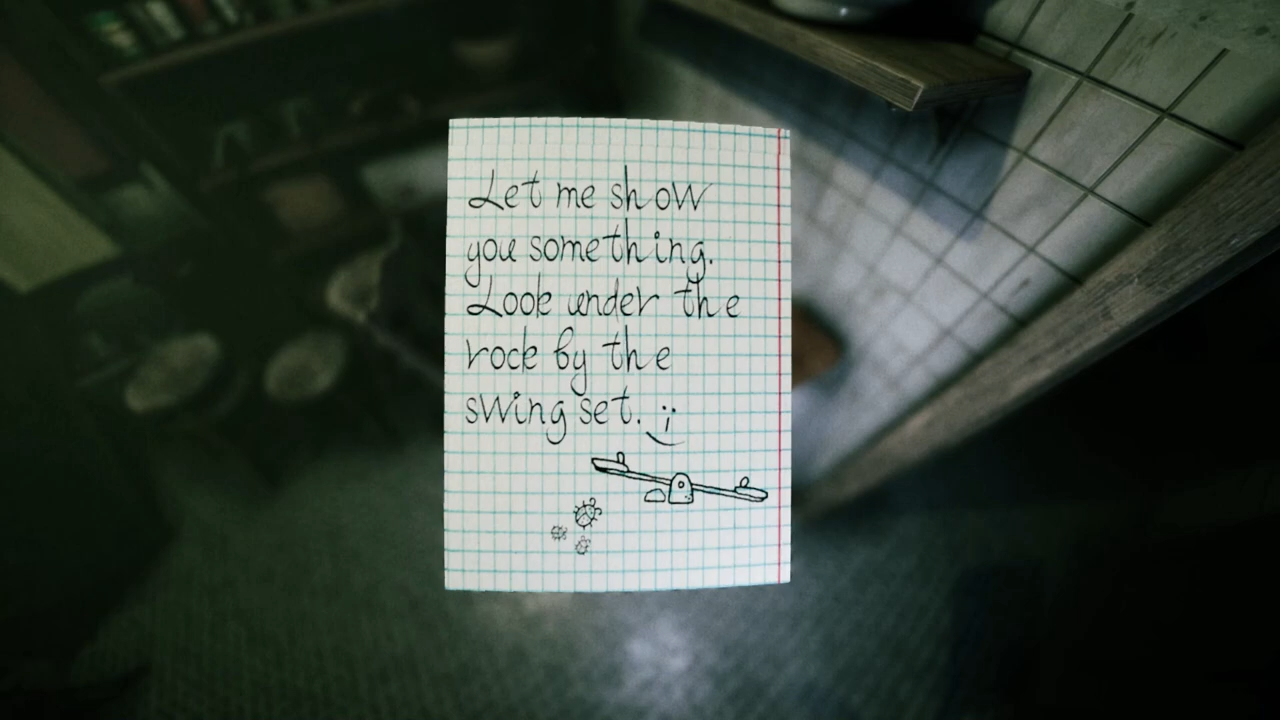 Let me show
you something.
Look under the
rock by the
swing set. :)